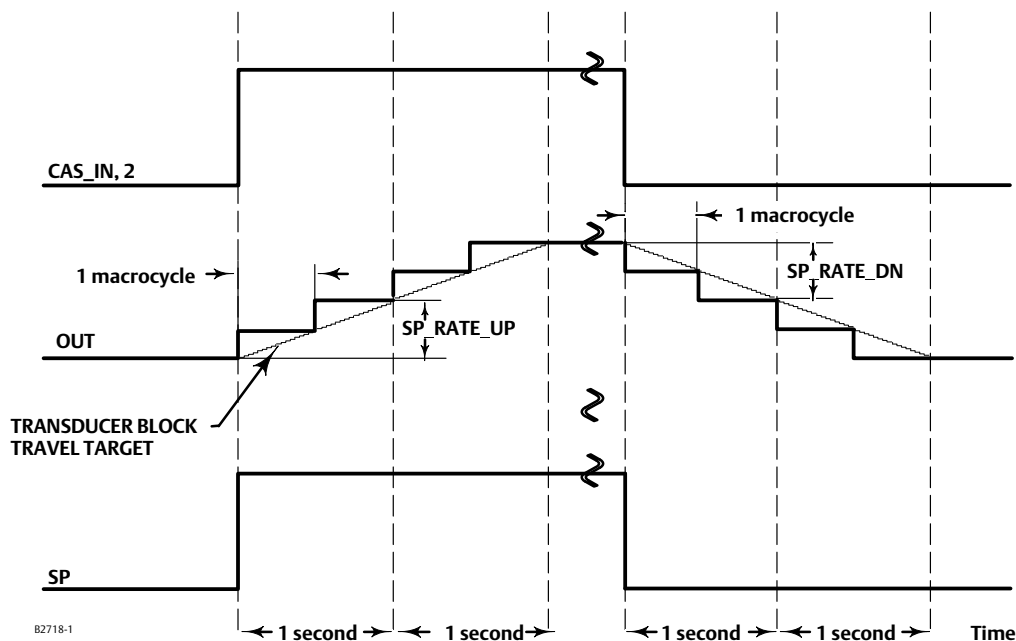 CAS_IN, 2
1 macrocycle
1 macrocycle
SP_RATE_DN
SP_RATE_UP
OUT
TRANSDUCER BLOCK
TRAVEL TARGET
SP
B2718-1
1 second
1 second
1 second
1 second
Time